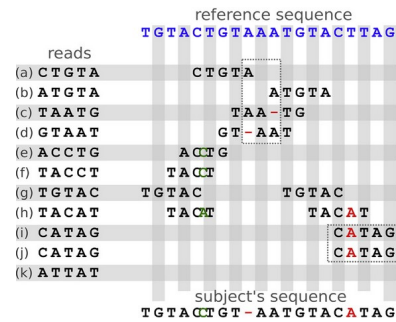 reference sequence
TGTACTGTAAATGTACTTAG
reads
(a) CTGTA CTGTA
(b) ATGTA ATGTA
(c) TAATG TAA-TG
(d) GTAAT GT-AAT
(e) ACCTG ACCTG
(f) TACCT TACCT
(g) TGTAC TGTAC TGTAC
(h) TACAT TACAT TACAT
(i) CATAG CATAG
(j) CATAG CATAG
(k) ATTAT
subject's sequence
TGTACCTGT-AATGTACATAG